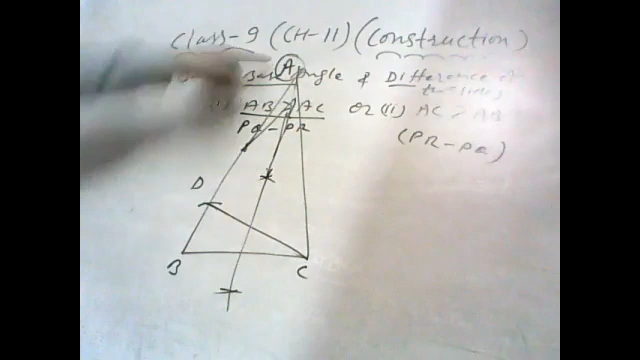 Class-9 (CH-11) (Construction)
Base Angle & Difference of
two lines
AB > AC or (ii) AC > AB
PQ - PR (PR - PQ)
A
D
B
C